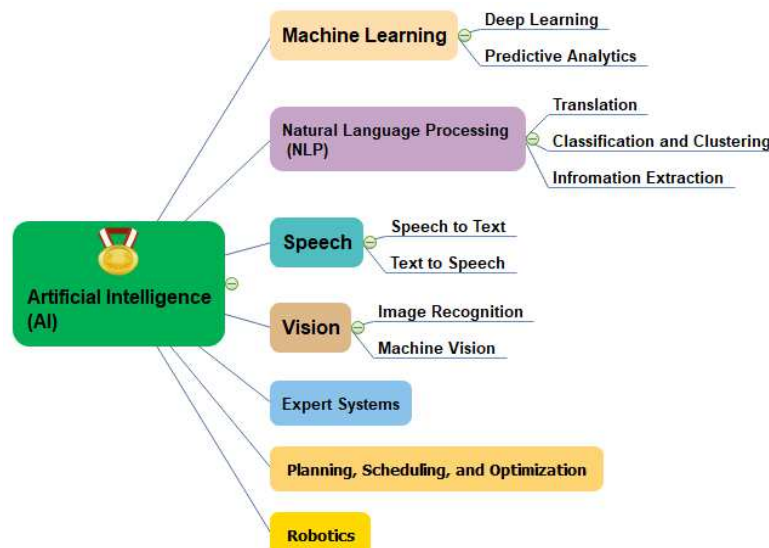 Artificial Intelligence
(AI)
Machine Learning
Deep Learning
Predictive Analytics
Natural Language Processing
(NLP)
Translation
Classification and Clustering
Infromation Extraction
Speech
Speech to Text
Text to Speech
Vision
Image Recognition
Machine Vision
Expert Systems
Planning, Scheduling, and Optimization
Robotics